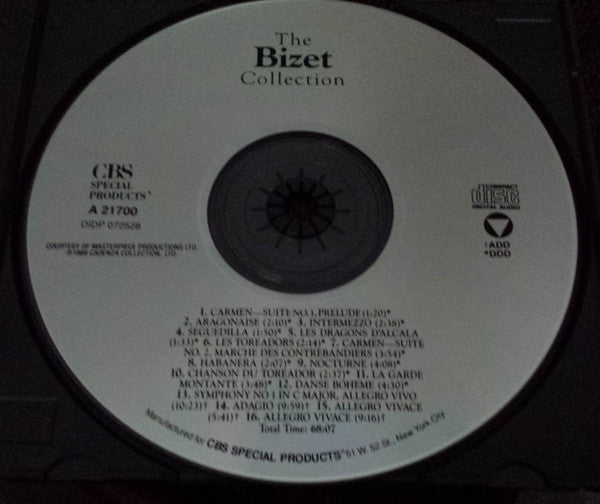 The
Bizet
Collection
CBS
SPECIAL
PRODUCTS
A 21700
DIDP 072528
COURTESY OF MASTERPIECE PRODUCTIONS LTD.
CADENZA COLLECTION, LTD.
COMPACT
disc
DIGITAL AUDIO
†ADD
*DDD
1. CARMEN—SUITE NO. 1, PRELUDE (1:20)*
2. ARAGONAISE (2:10)* 3. INTERMEZZO (2:38)*
4. SEGUEDILLA (1:50)* 5. LES DRAGONS D'ALCALA
(1:33)* 6. LES TOREADORS (2:14)* 7. CARMEN—SUITE
NO. 2, MARCHE DES CONTREBANDIERS (3:54)*
8. HABANERA (2:07)* 9. NOCTURNE (4:08)*
10. CHANSON DU TOREADOR (2:37)* 11. LA GARDE
MONTANTE (3:48)* 12. DANSE BOHEME (4:30)*
13. SYMPHONY NO 1 IN C MAJOR, ALLEGRO VIVO
(10:23)† 14. ADAGIO (9:59)† 15. ALLEGRO VIVACE
(5:41)† 16. ALLEGRO VIVACE (9:16)†
Total Time: 68:07
Manufactured for CBS SPECIAL PRODUCTS 51 W. 52 St., New York City